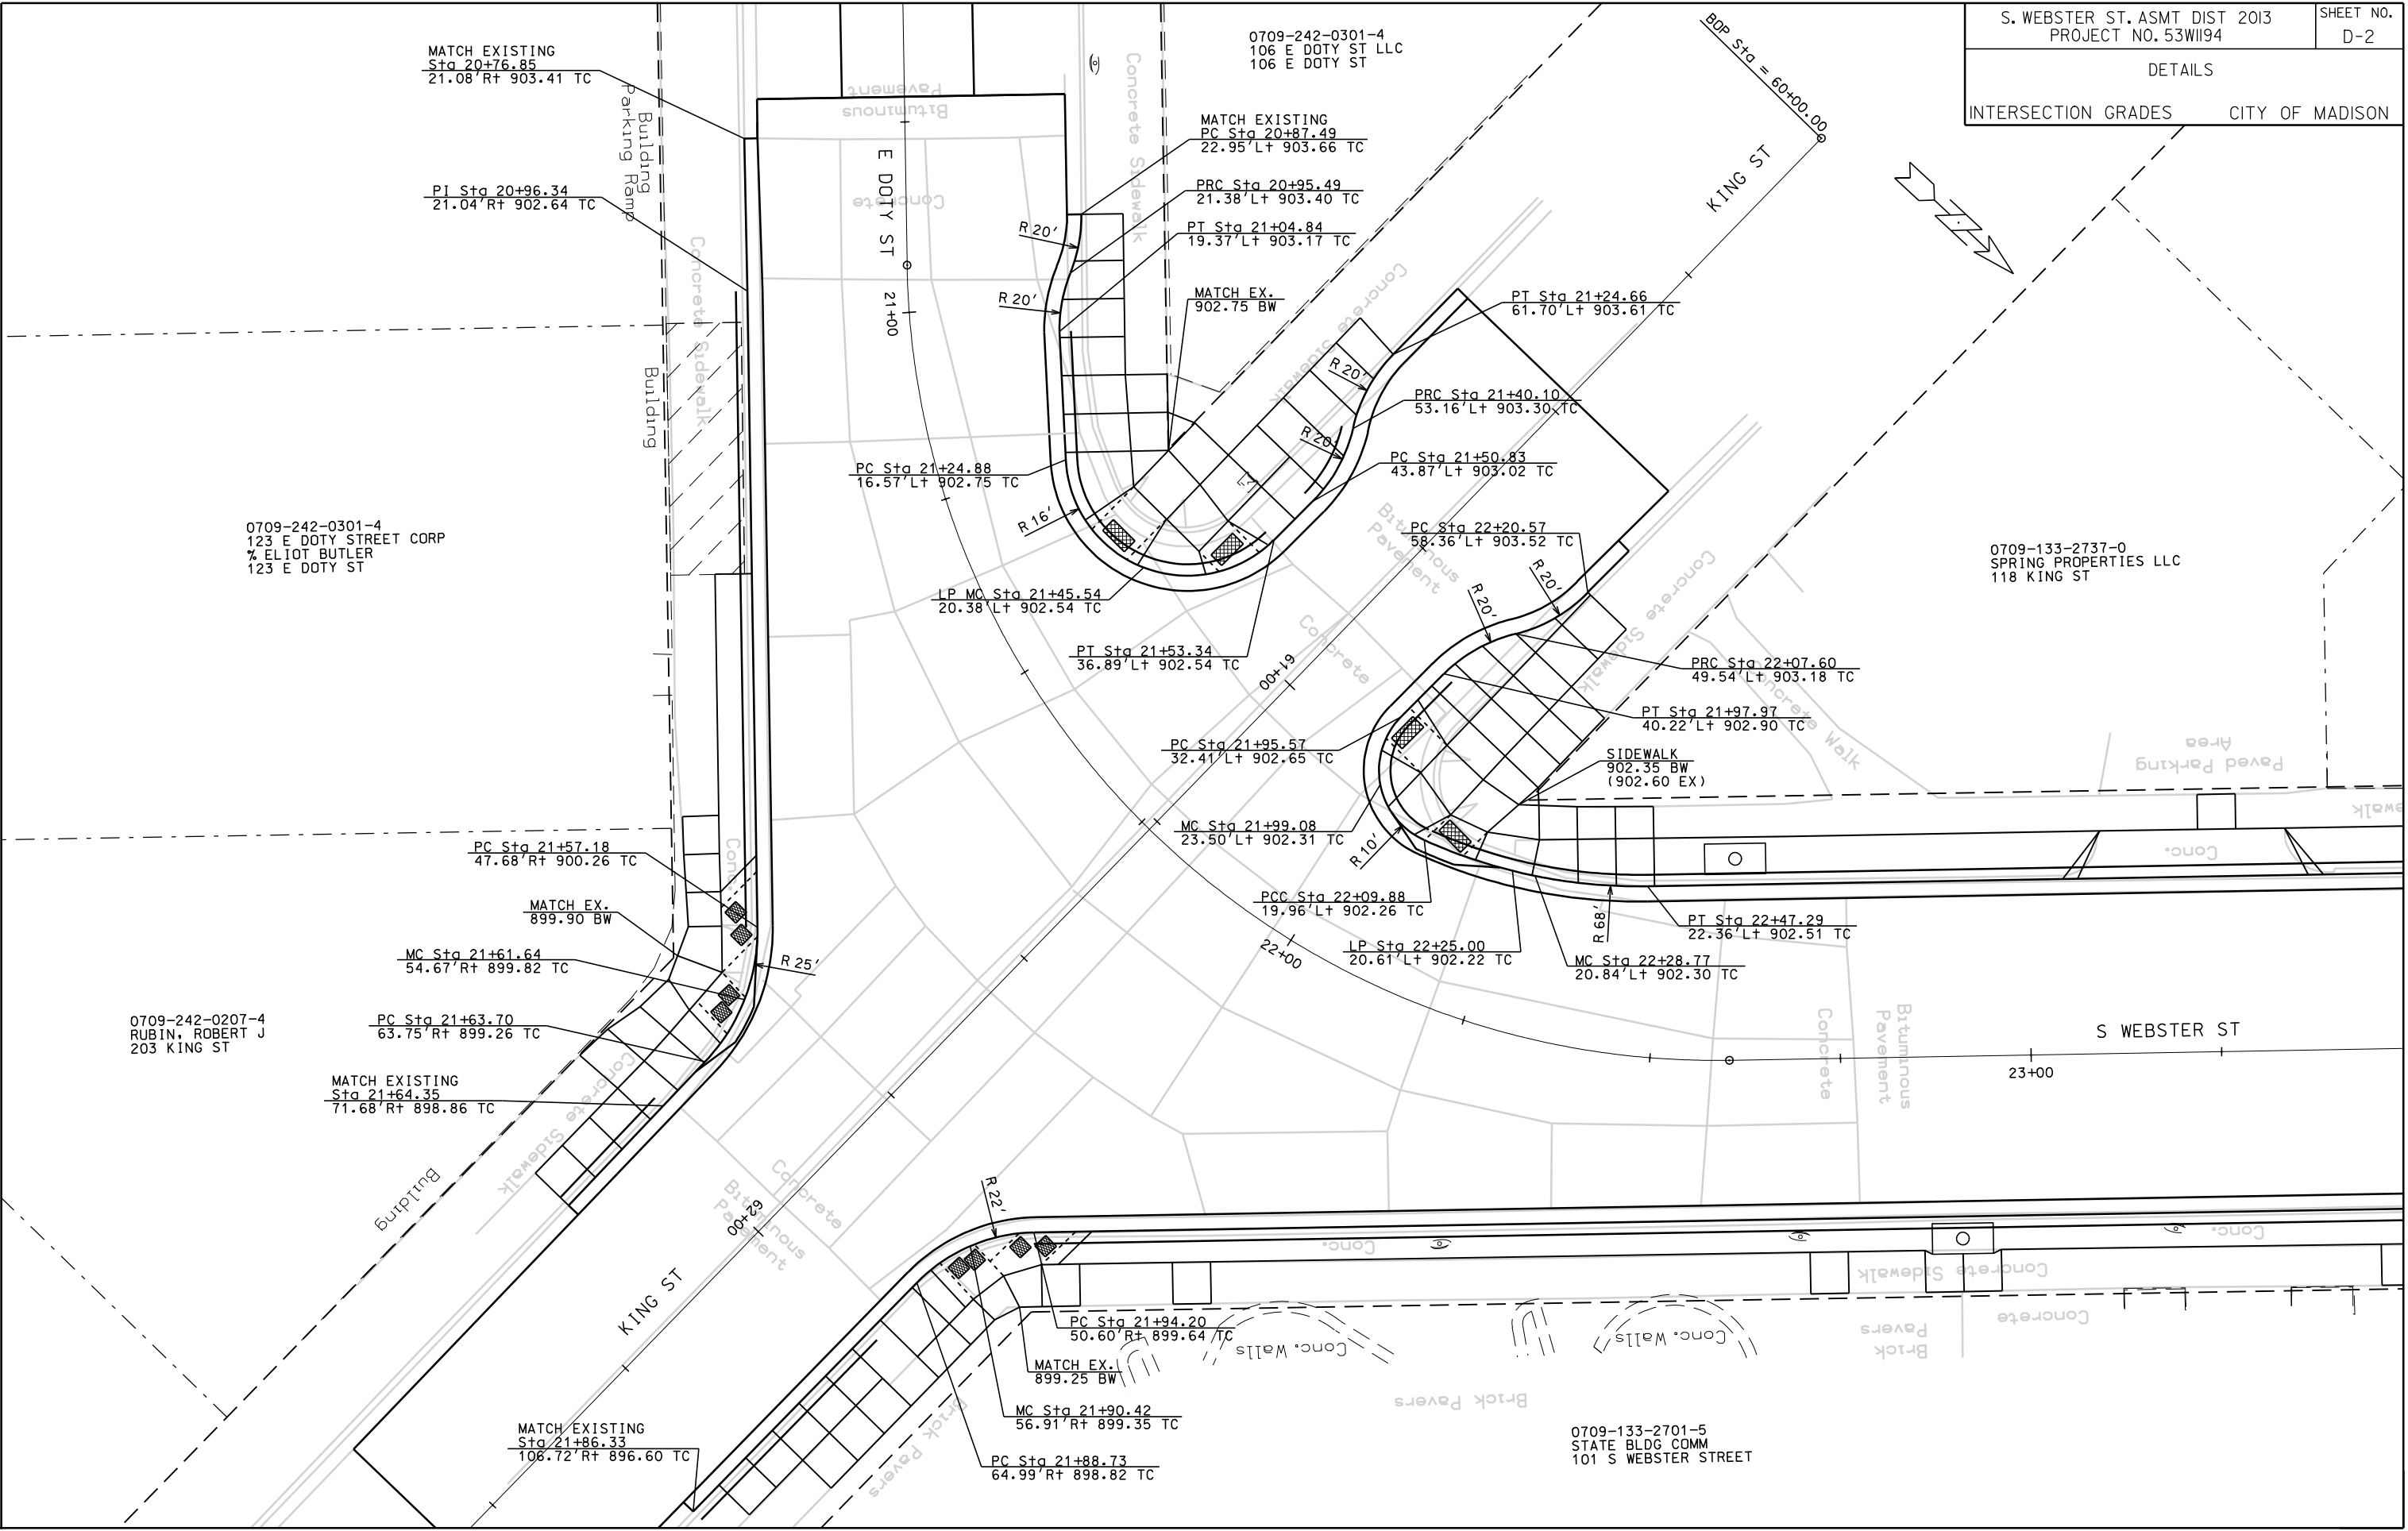 S. WEBSTER ST. ASMT DIST 2013
PROJECT NO. 53W1194
SHEET NO.
D-2
DETAILS
INTERSECTION GRADES CITY OF MADISON
MATCH EXISTING
Sta 20+76.85
21.08'Rt 903.41 TC
PI Sta 20+96.34
21.04'Rt 902.64 TC
Building
Parking Ramp
Concrete Sidewalk
Building
Bituminous
Pavement
Concrete
E DOTY ST
21+00
Concrete Sidewalk
0709-242-0301-4
106 E DOTY ST LLC
106 E DOTY ST
MATCH EXISTING
PC Sta 20+87.49
22.95'Lt 903.66 TC
PRC Sta 20+95.49
21.38'Lt 903.40 TC
PT Sta 21+04.84
19.37'Lt 903.17 TC
R 20'
R 20'
MATCH EX.
902.75 BW
BOP Sta = 60+00.00
KING ST
Concrete Sidewalk
PT Sta 21+24.66
61.70'Lt 903.61 TC
R 20'
PRC Sta 21+40.10
53.16'Lt 903.30 TC
R 20'
PC Sta 21+50.83
43.87'Lt 903.02 TC
PC Sta 21+24.88
16.57'Lt 902.75 TC
R 16'
LP MC Sta 21+45.54
20.38'Lt 902.54 TC
PT Sta 21+53.34
36.89'Lt 902.54 TC
Bituminous
Pavement
Concrete
61+00
PC Sta 22+20.57
58.36'Lt 903.52 TC
R 20'
R 20'
Concrete Sidewalk
0709-133-2737-0
SPRING PROPERTIES LLC
118 KING ST
PRC Sta 22+07.60
49.54'Lt 903.18 TC
PT Sta 21+97.97
40.22'Lt 902.90 TC
Concrete Walk
PC Sta 21+95.57
32.41'Lt 902.65 TC
SIDEWALK
902.35 BW
(902.60 EX)
Paved Parking
Area
MC Sta 21+99.08
23.50'Lt 902.31 TC
R 10'
PCC Sta 22+09.88
19.96'Lt 902.26 TC
LP Sta 22+25.00
20.61'Lt 902.22 TC
R 68'
MC Sta 22+28.77
20.84'Lt 902.30 TC
PT Sta 22+47.29
22.36'Lt 902.51 TC
Conc.
22+00
0709-242-0301-4
123 E DOTY STREET CORP
% ELIOT BUTLER
123 E DOTY ST
PC Sta 21+57.18
47.68'Rt 900.26 TC
MATCH EX.
899.90 BW
MC Sta 21+61.64
54.67'Rt 899.82 TC
R 25'
PC Sta 21+63.70
63.75'Rt 899.26 TC
0709-242-0207-4
RUBIN, ROBERT J
203 KING ST
MATCH EXISTING
Sta 21+64.35
71.68'Rt 898.86 TC
Concrete Sidewalk
Building
Concrete
Bituminous
Pavement
S WEBSTER ST
23+00
Concrete
Bituminous
Pavement
62+00
KING ST
R 22'
Conc.
Conc.
Concrete Sidewalk
Concrete
Brick
Pavers
Conc. Walls
Conc. Walls
PC Sta 21+94.20
50.60'Rt 899.64 TC
MATCH EX.
899.25 BW
MC Sta 21+90.42
56.91'Rt 899.35 TC
PC Sta 21+88.73
64.99'Rt 898.82 TC
MATCH EXISTING
Sta 21+86.33
106.72'Rt 896.60 TC
Brick Pavers
Brick Pavers
0709-133-2701-5
STATE BLDG COMM
101 S WEBSTER STREET